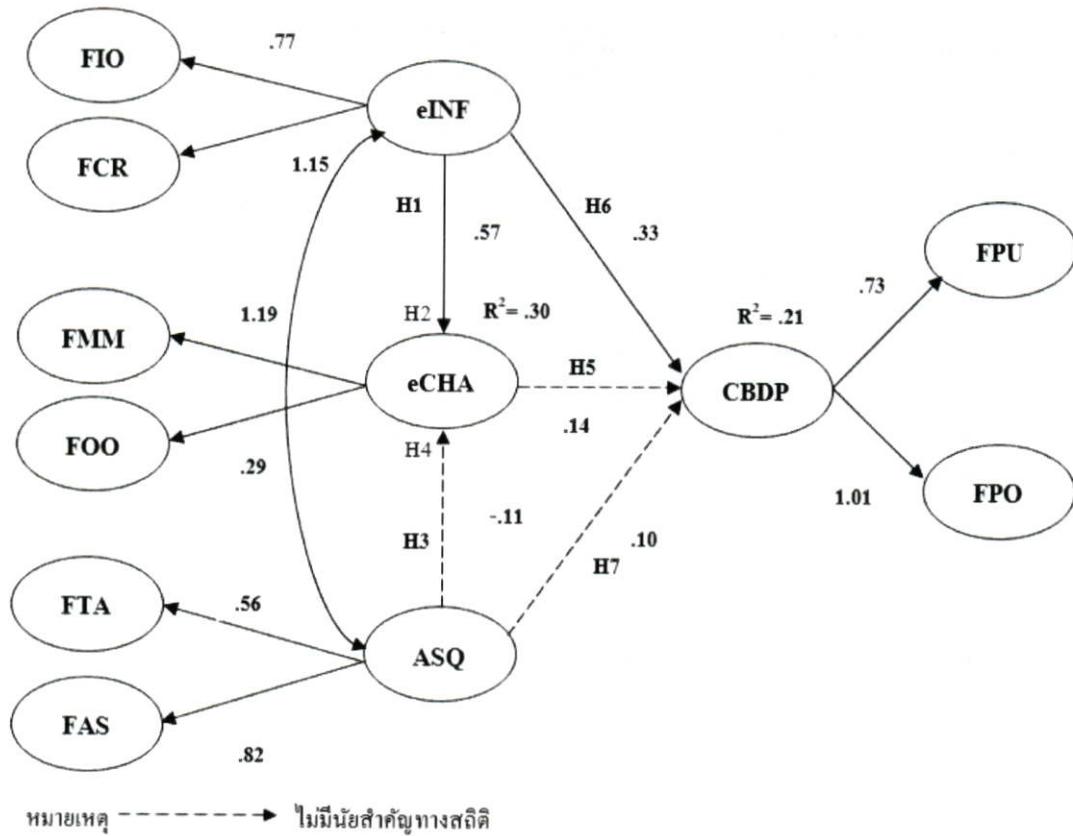 .77
FIO
eINF
FCR
1.15
H1
.57
H6
.33
FPU
.73
1.19
H2
R²= .30
R²= .21
FMM
eCHA
H5
CBDP
.14
FOO
H4
.29
-.11
1.01
FPO
H3
.10
H7
FTA
.56
ASQ
FAS
.82
หมายเหตุ ไม่มีนัยสำคัญทางสถิติ